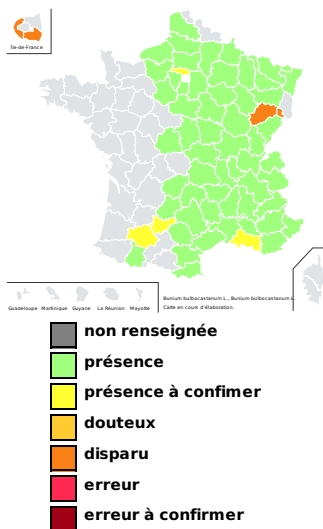 Île-de-France
Guadeloupe Martinique Guyane La Réunion Mayotte
Bunium bulbocastanum L., Bunium bulbocastanum L.
Carte en cours d'élaboration.
non renseignée
présence
présence à confimer
douteux
disparu
erreur
erreur à confirmer